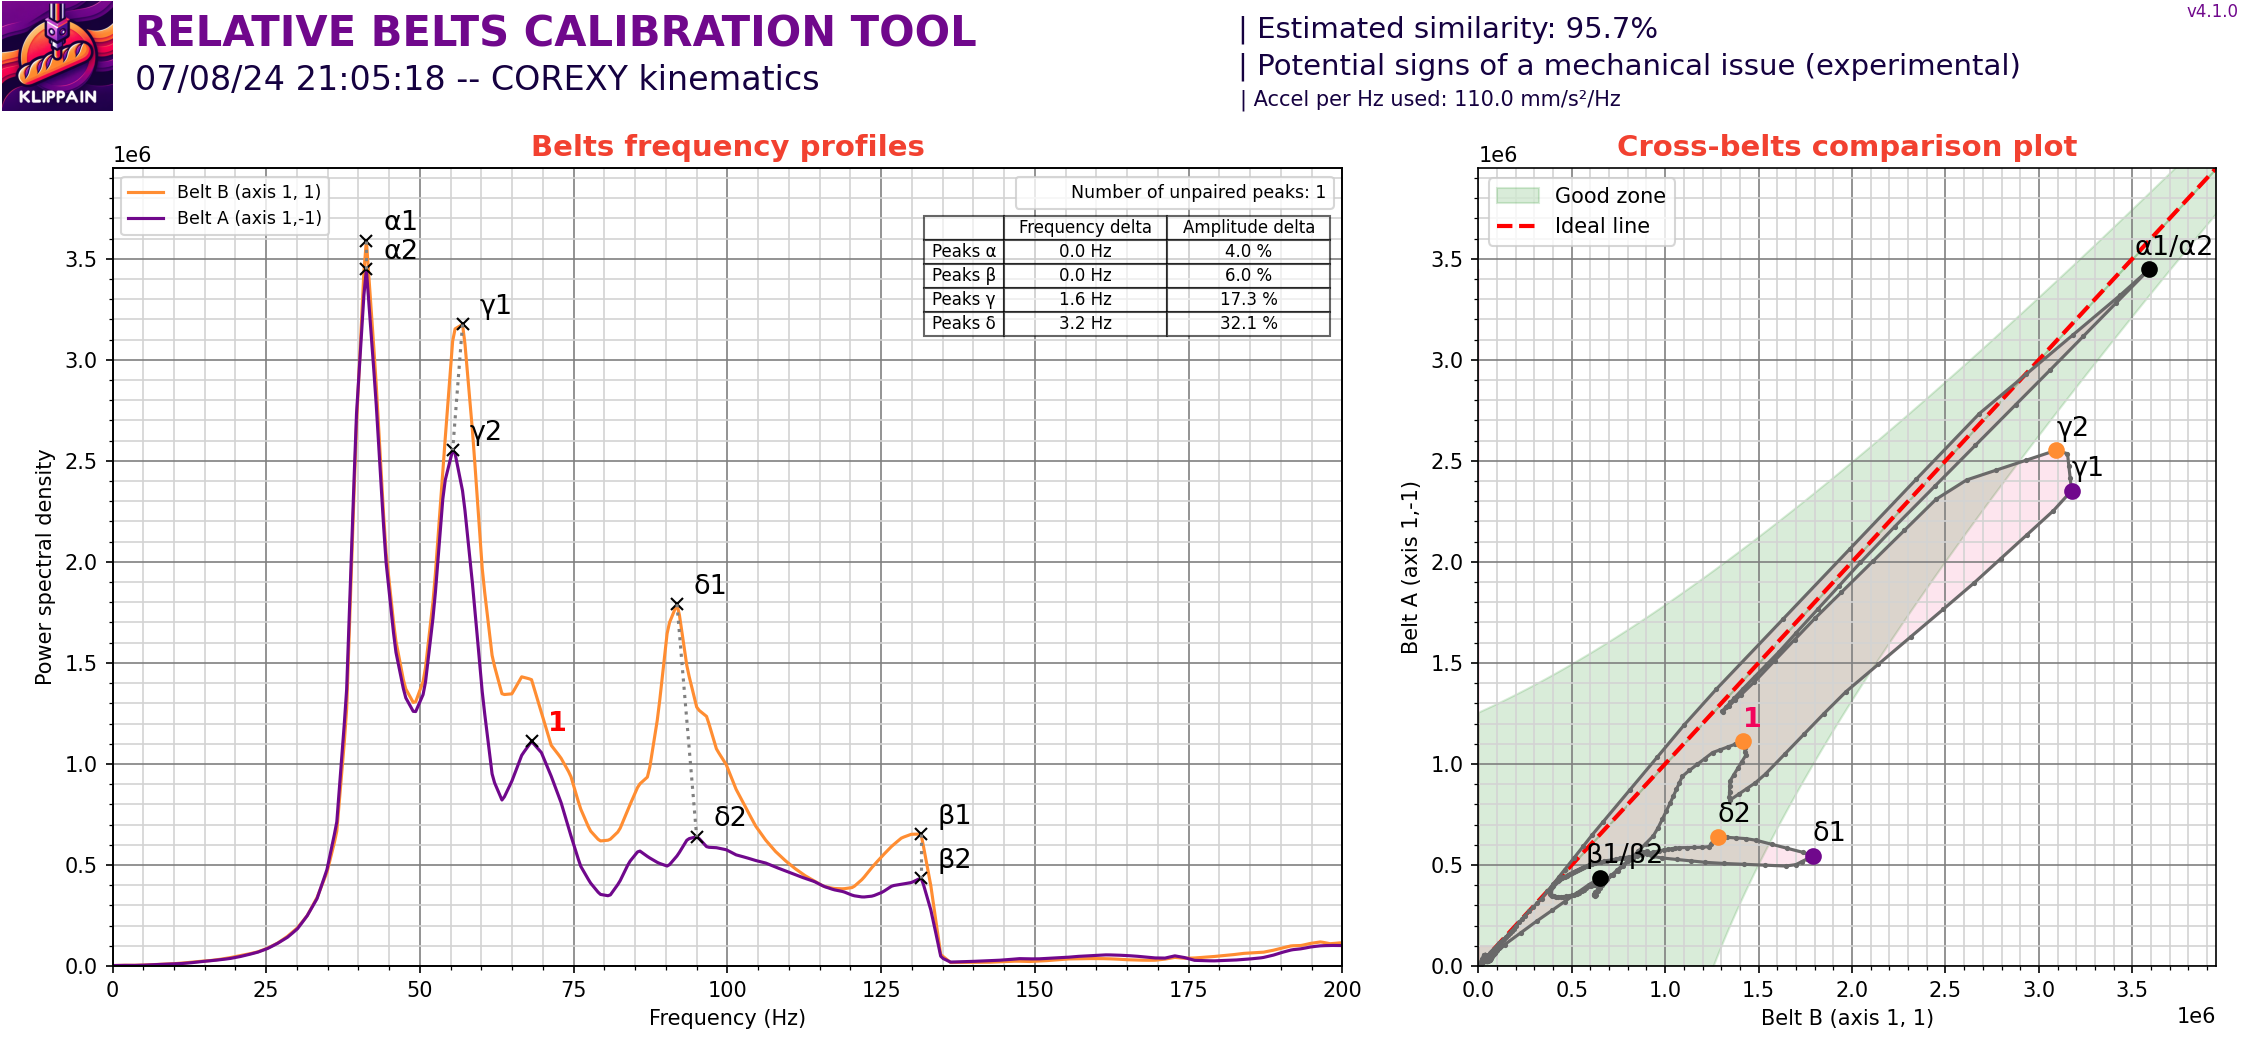 KLIPPAIN
RELATIVE BELTS CALIBRATION TOOL
07/08/24 21:05:18 -- COREXY kinematics
| Estimated similarity: 95.7%
| Potential signs of a mechanical issue (experimental)
| Accel per Hz used: 110.0 mm/s²/Hz
v4.1.0
Belts frequency profiles
1e6
Belt B (axis 1, 1)
Belt A (axis 1,-1)
Number of unpaired peaks: 1
Frequency delta Amplitude delta
Peaks α 0.0 Hz 4.0 %
Peaks β 0.0 Hz 6.0 %
Peaks γ 1.6 Hz 17.3 %
Peaks δ 3.2 Hz 32.1 %
α1
α2
γ1
γ2
1
δ1
δ2
β1
β2
3.5
3.0
2.5
2.0
1.5
1.0
0.5
0.0
Power spectral density
0 25 50 75 100 125 150 175 200
Frequency (Hz)
Cross-belts comparison plot
1e6
Good zone
Ideal line
α1/α2
γ2
γ1
1
δ2
δ1
β1/β2
3.5
3.0
2.5
2.0
1.5
1.0
0.5
0.0
Belt A (axis 1,-1)
0.0 0.5 1.0 1.5 2.0 2.5 3.0 3.5
Belt B (axis 1, 1)
1e6